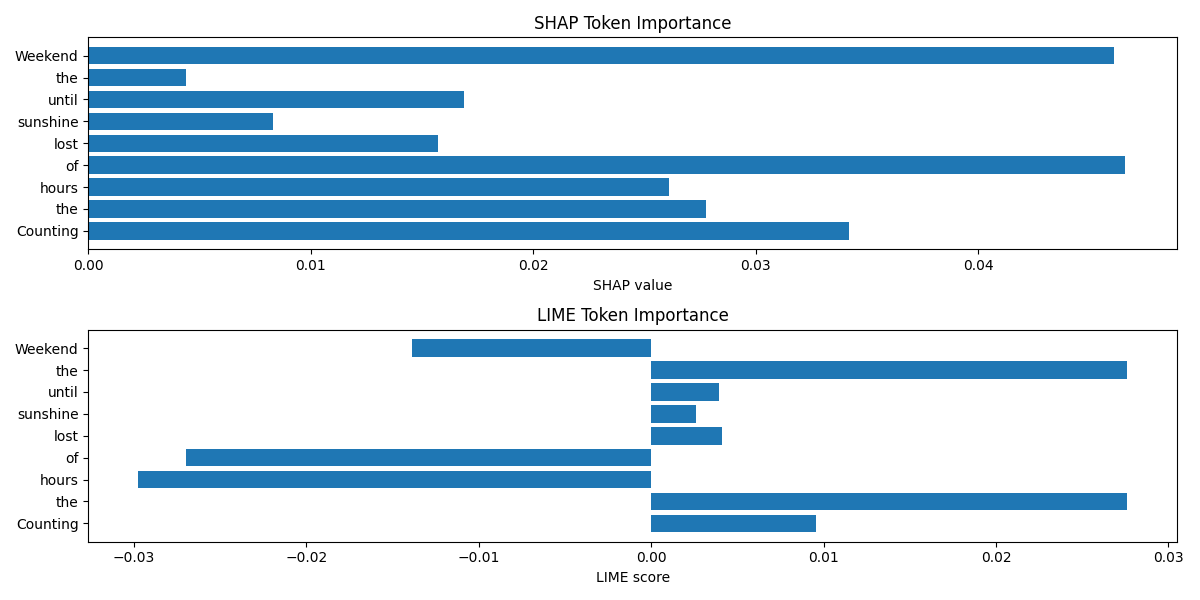 SHAP Token Importance
Weekend
the
until
sunshine
lost
of
hours
the
Counting
0.00 0.01 0.02 0.03 0.04
SHAP value
LIME Token Importance
Weekend
the
until
sunshine
lost
of
hours
the
Counting
−0.03 −0.02 −0.01 0.00 0.01 0.02 0.03
LIME score